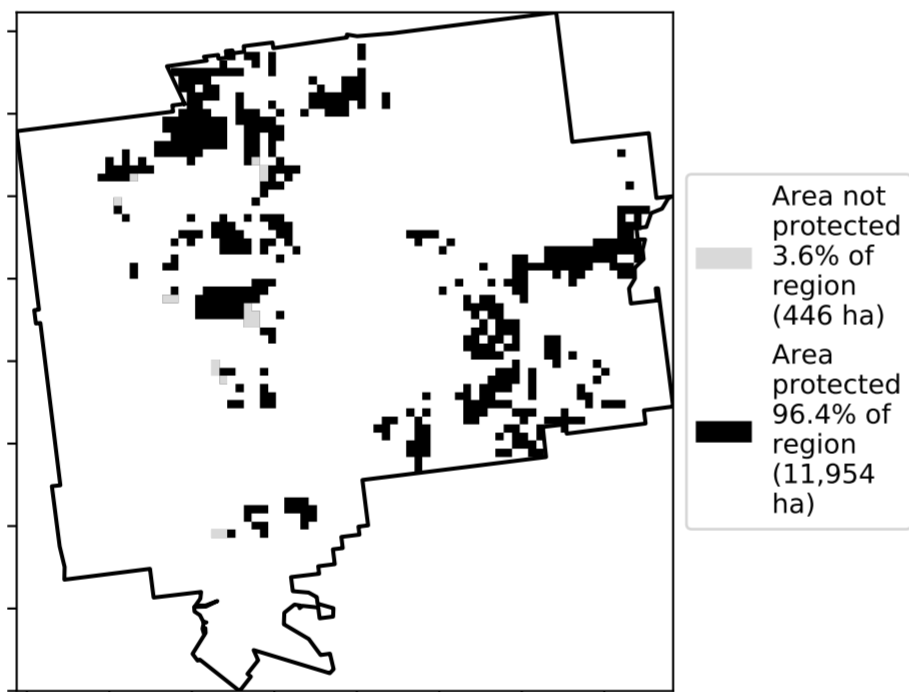 Area not
protected
3.6% of
region
(446 ha)
Area
protected
96.4% of
region
(11,954
ha)